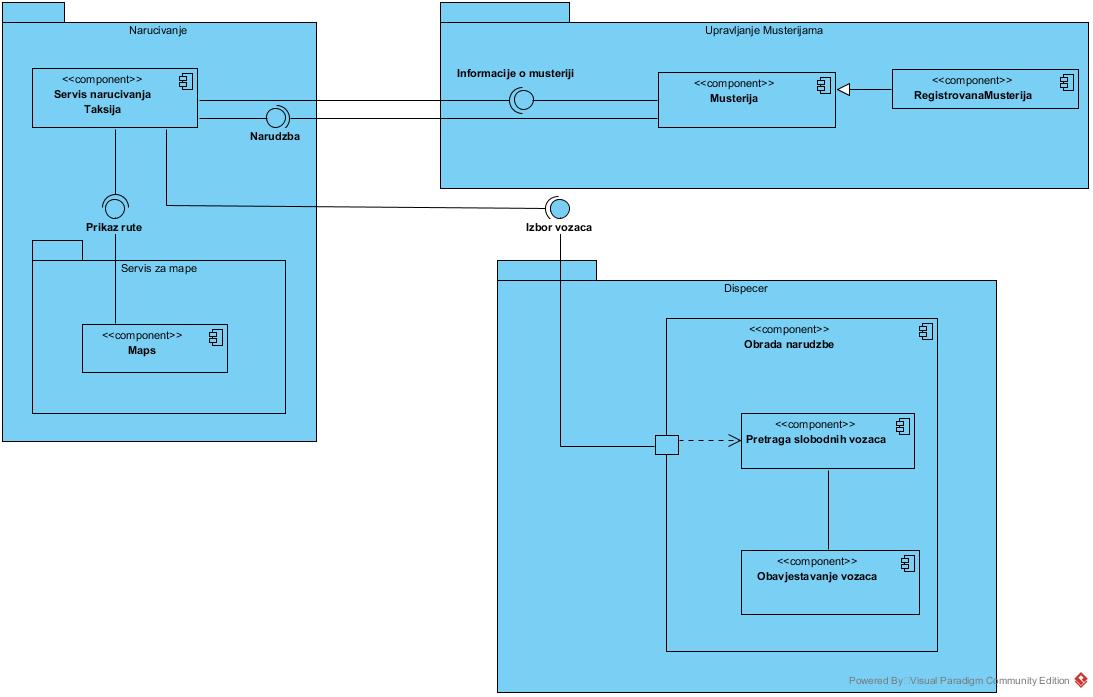 Narucivanje
<<component>>
Servis narucivanja
Taksija
Narudzba
Prikaz rute
Servis za mape
<<component>>
Maps
Upravljanje Musterijama
Informacije o musteriji
<<component>>
Musterija
<<component>>
RegistrovanaMusterija
Izbor vozaca
Dispecer
<<component>>
Obrada narudzbe
<<component>>
Pretraga slobodnih vozaca
<<component>>
Obavjestavanje vozaca
Powered By Visual Paradigm Community Edition